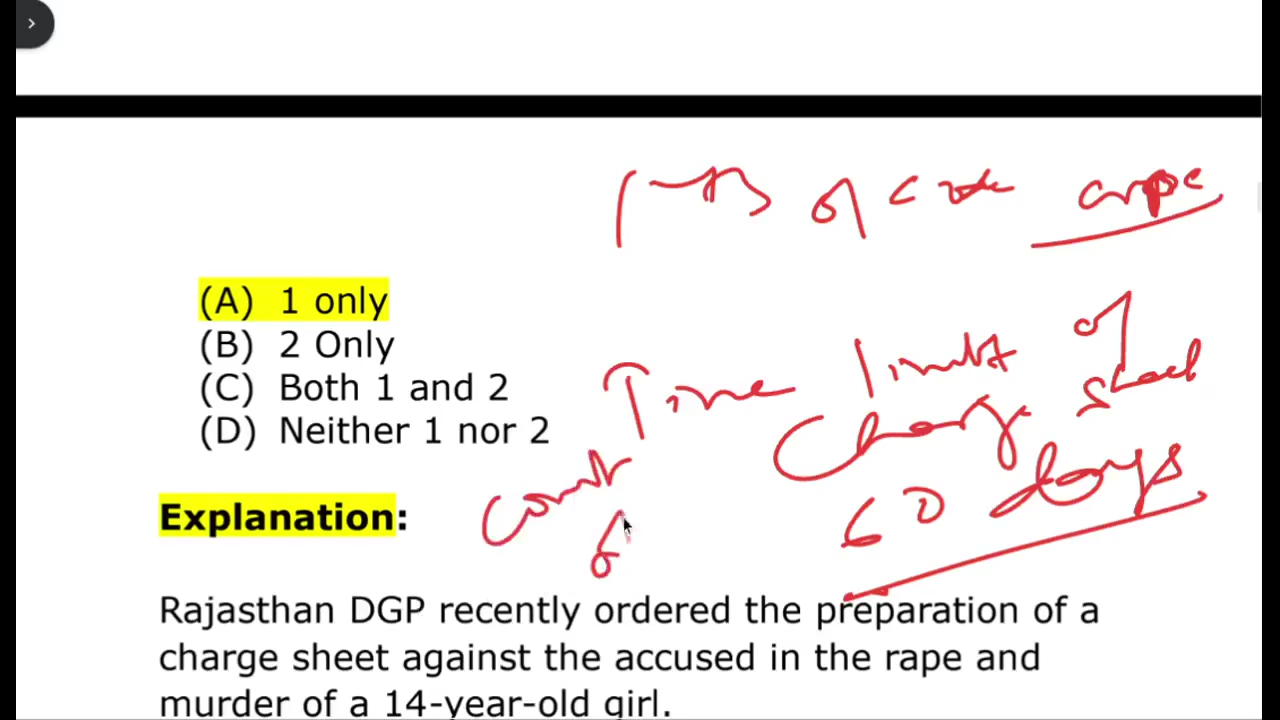 of
(A) 1 only
(B) 2 Only
(C) Both 1 and 2
(D) Neither 1 nor 2
Time limit of
Charge sheet
60 days
Explanation:
Rajasthan DGP recently ordered the preparation of a
charge sheet against the accused in the rape and
murder of a 14-year-old girl.